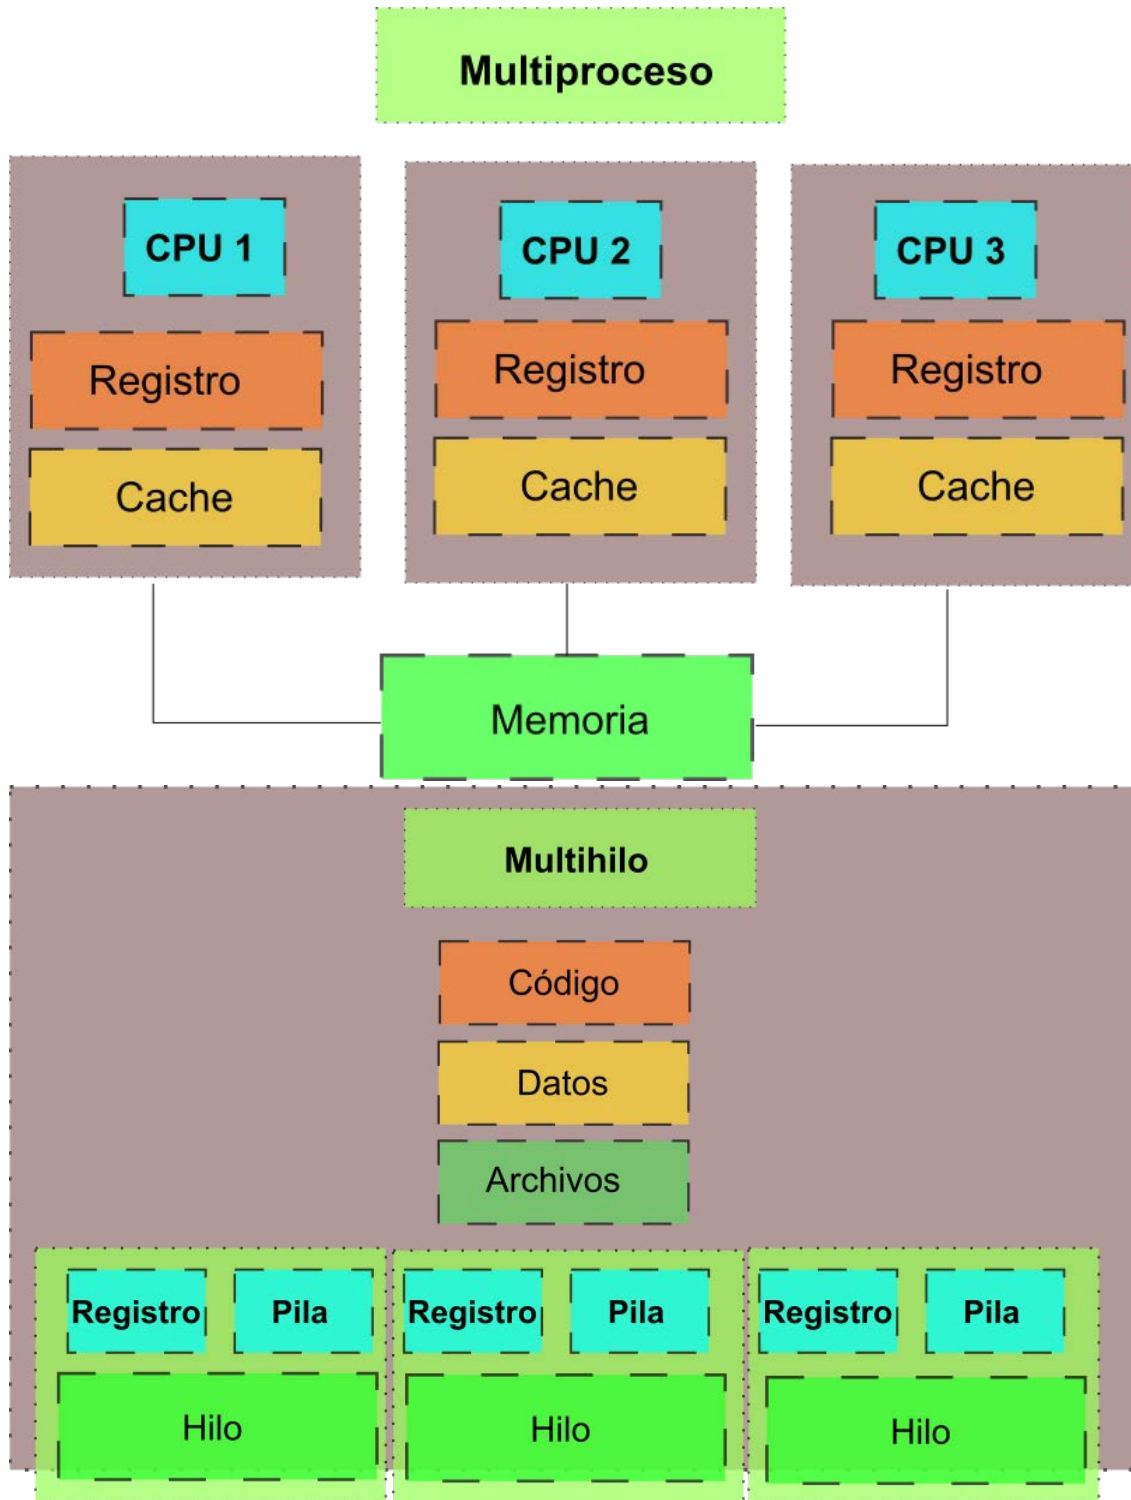 Multiproceso
CPU 1
CPU 2
CPU 3
Registro
Registro
Registro
Cache
Cache
Cache
Memoria
Multihilo
Código
Datos
Archivos
Registro
Pila
Registro
Pila
Registro
Pila
Hilo
Hilo
Hilo